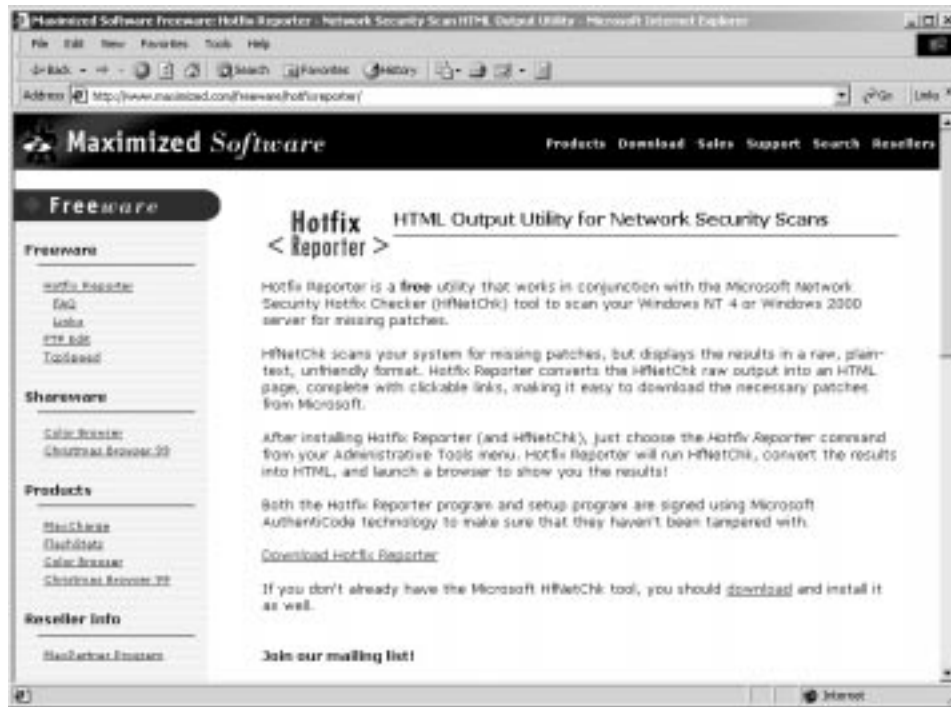 Maximized Software Freeware: Hotfix Reporter - Network Security Scan HTML Output Utility - Microsoft Internet Explorer
File Edit View Favorites Tools Help
Back Search Favorites History
Address http://www.maximized.com/freeware/hotfixreporter/ Go Links
Maximized Software
Products Download Sales Support Search Resellers
Freeware
Freeware
Hotfix Reporter
FAQ
Links
FTP Edit
TopSpeed
Shareware
Color Browser
Christmas Browser 99
Products
MaxCharge
FlashStats
Color Browser
Christmas Browser 99
Reseller Info
MaxPartner Program
Hotfix
< Reporter >
HTML Output Utility for Network Security Scans
Hotfix Reporter is a free utility that works in conjunction with the Microsoft Network
Security Hotfix Checker (HfNetChk) tool to scan your Windows NT 4 or Windows 2000
server for missing patches.
HfNetChk scans your system for missing patches, but displays the results in a raw, plain-
text, unfriendly format. Hotfix Reporter converts the HfNetChk raw output into an HTML
page, complete with clickable links, making it easy to download the necessary patches
from Microsoft.
After installing Hotfix Reporter (and HfNetChk), just choose the Hotfix Reporter command
from your Administrative Tools menu. Hotfix Reporter will run HfNetChk, convert the results
into HTML, and launch a browser to show you the results!
Both the Hotfix Reporter program and setup program are signed using Microsoft
AuthentiCode technology to make sure that they haven't been tampered with.
Download Hotfix Reporter
If you don't already have the Microsoft HfNetChk tool, you should download and install it
as well.
Join our mailing list!
Internet